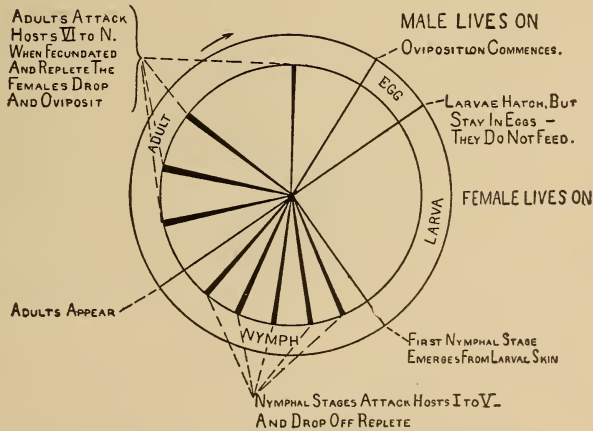 ADULTS ATTACK
HOSTS VI TO N.
WHEN FECUNDATED
AND REPLETE THE
FEMALES DROP
AND OVIPOSIT
MALE LIVES ON
OVIPOSITION COMMENCES.
EGG
LARVAE HATCH, BUT
STAY IN EGGS –
THEY DO NOT FEED.
ADULT
FEMALE LIVES ON
LARVA
ADULTS APPEAR
NYMPH
FIRST NYMPHAL STAGE
EMERGES FROM LARVAL SKIN
NYMPHAL STAGES ATTACK HOSTS I TO V–
AND DROP OFF REPLETE